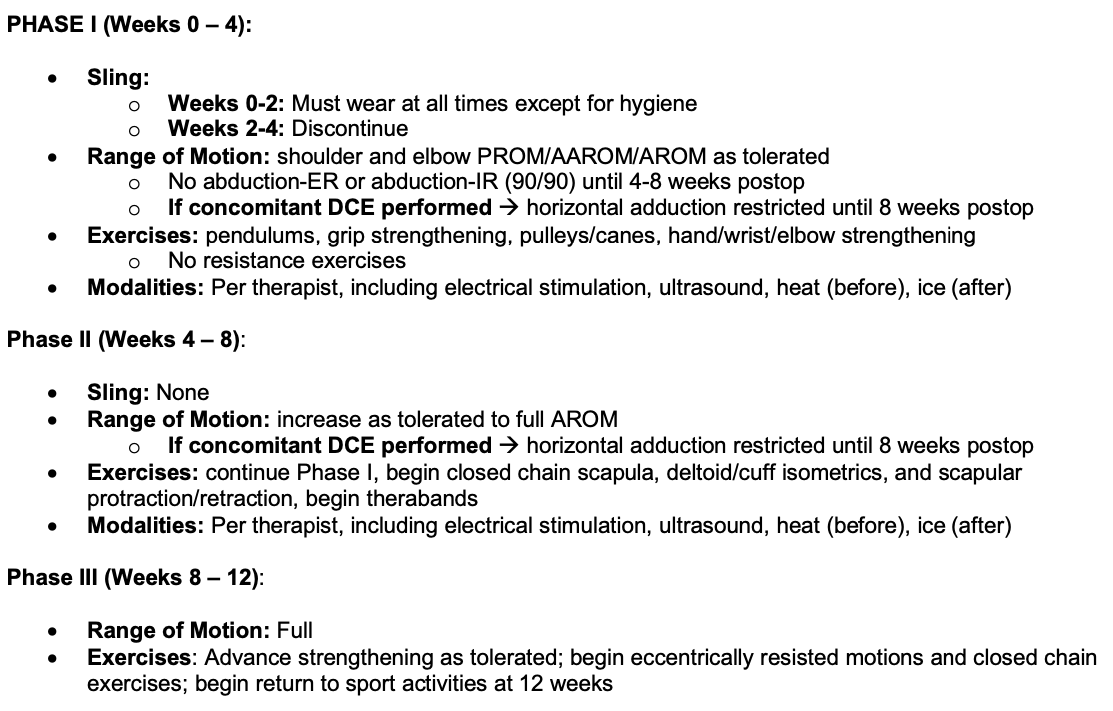 PHASE I (Weeks 0 – 4):
• Sling:
o Weeks 0-2: Must wear at all times except for hygiene
o Weeks 2-4: Discontinue
• Range of Motion: shoulder and elbow PROM/AAROM/AROM as tolerated
o No abduction-ER or abduction-IR (90/90) until 4-8 weeks postop
o If concomitant DCE performed → horizontal adduction restricted until 8 weeks postop
• Exercises: pendulums, grip strengthening, pulleys/canes, hand/wrist/elbow strengthening
o No resistance exercises
• Modalities: Per therapist, including electrical stimulation, ultrasound, heat (before), ice (after)
Phase II (Weeks 4 – 8):
• Sling: None
• Range of Motion: increase as tolerated to full AROM
o If concomitant DCE performed → horizontal adduction restricted until 8 weeks postop
• Exercises: continue Phase I, begin closed chain scapula, deltoid/cuff isometrics, and scapular
protraction/retraction, begin therabands
• Modalities: Per therapist, including electrical stimulation, ultrasound, heat (before), ice (after)
Phase III (Weeks 8 – 12):
• Range of Motion: Full
• Exercises: Advance strengthening as tolerated; begin eccentrically resisted motions and closed chain
exercises; begin return to sport activities at 12 weeks